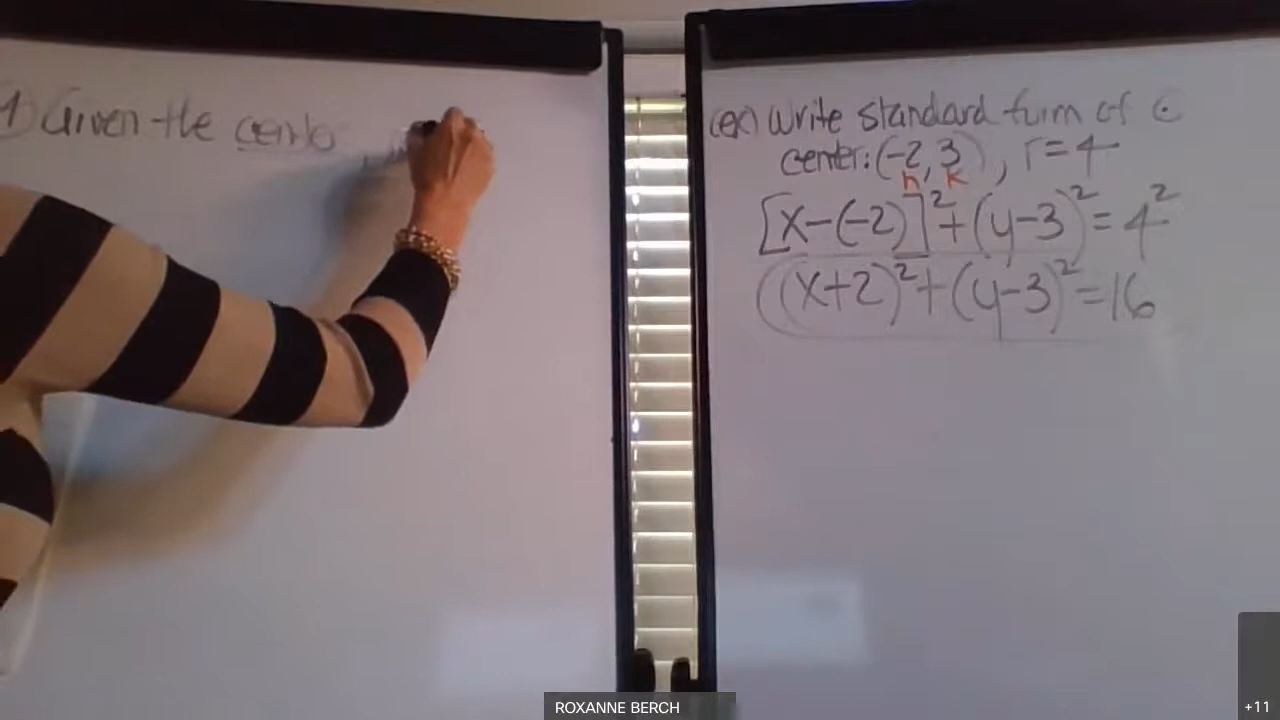 1) Given the center,
(ex) Write standard form of ⊙
center: (-2, 3), r=4
h k
[x-(-2)]²+(y-3)²=4²
(x+2)²+(y-3)²=16
ROXANNE BERCH
+11